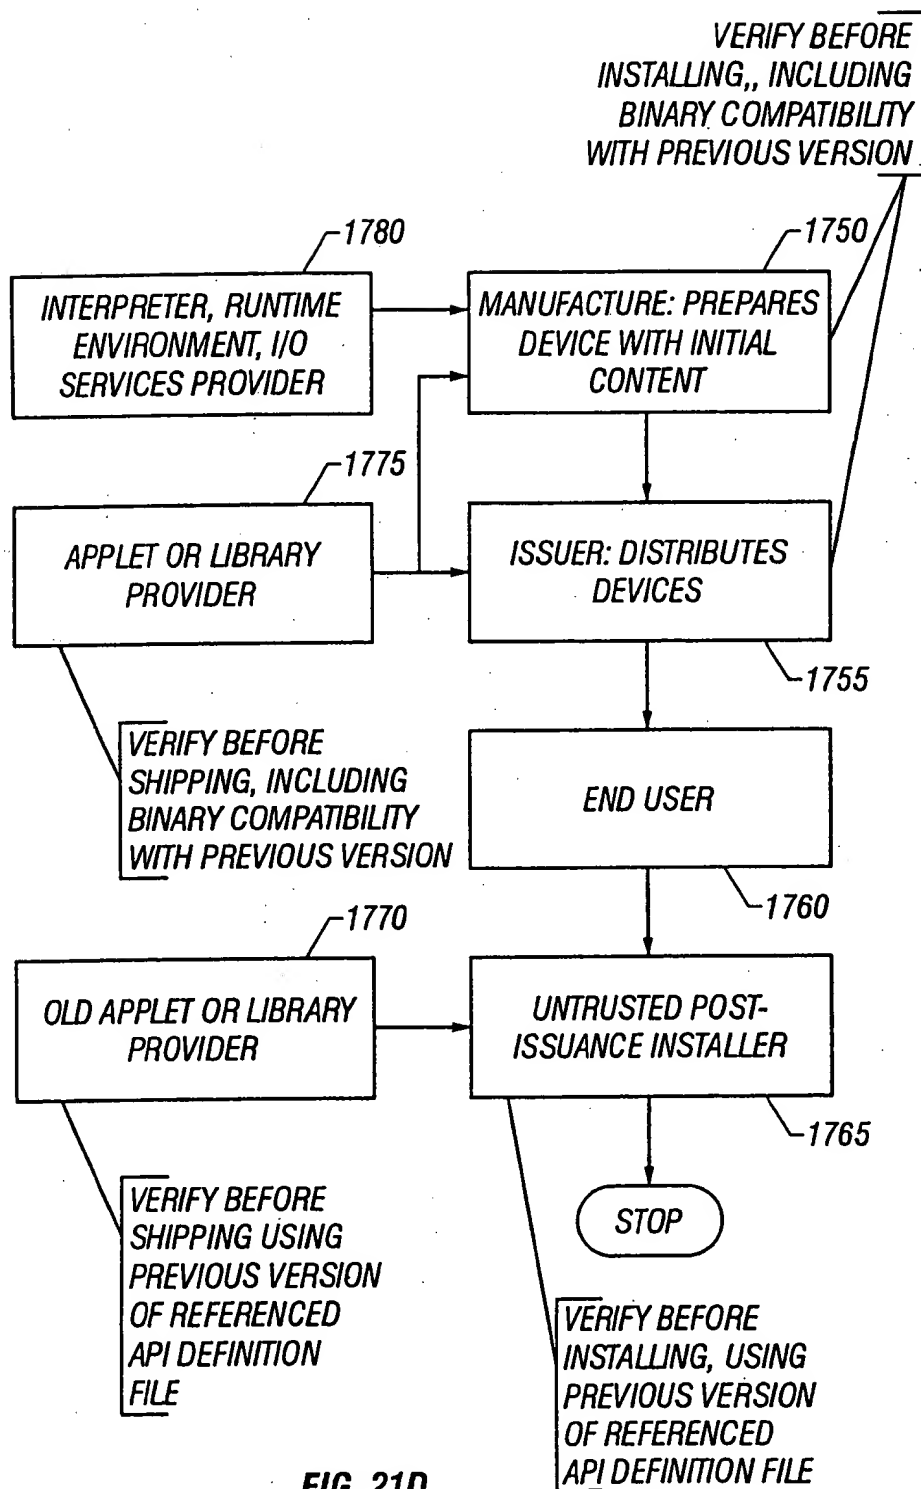 VERIFY BEFORE
INSTALLING,, INCLUDING
BINARY COMPATIBILITY
WITH PREVIOUS VERSION
1780
1750
INTERPRETER, RUNTIME
ENVIRONMENT, I/O
SERVICES PROVIDER
MANUFACTURE: PREPARES
DEVICE WITH INITIAL
CONTENT
1775
APPLET OR LIBRARY
PROVIDER
ISSUER: DISTRIBUTES
DEVICES
1755
VERIFY BEFORE
SHIPPING, INCLUDING
BINARY COMPATIBILITY
WITH PREVIOUS VERSION
END USER
1760
1770
OLD APPLET OR LIBRARY
PROVIDER
UNTRUSTED POST-
ISSUANCE INSTALLER
1765
STOP
VERIFY BEFORE
SHIPPING USING
PREVIOUS VERSION
OF REFERENCED
API DEFINITION
FILE
VERIFY BEFORE
INSTALLING, USING
PREVIOUS VERSION
OF REFERENCED
API DEFINITION FILE
FIG. 21D